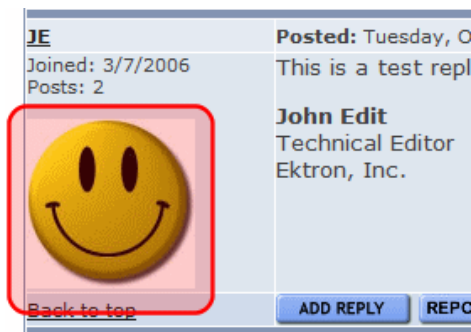 JE
Posted: Tuesday, O
Joined: 3/7/2006
Posts: 2
This is a test repl
John Edit
Technical Editor
Ektron, Inc.
Back to top
ADD REPLY
REPO